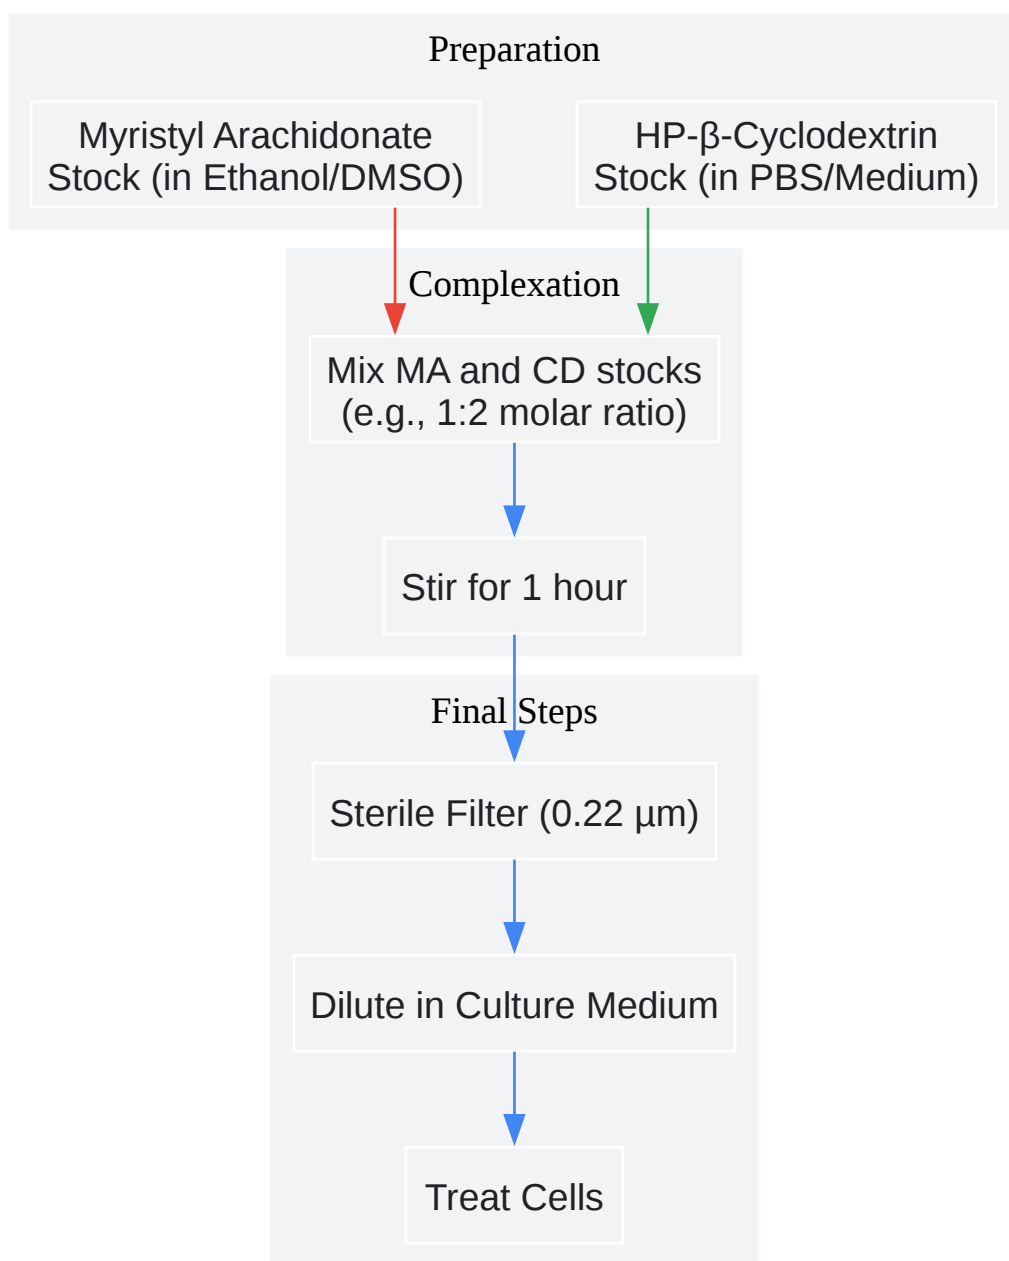 Preparation
Myristyl Arachidonate
Stock (in Ethanol/DMSO)
HP-β-Cyclodextrin
Stock (in PBS/Medium)
Complexation
Mix MA and CD stocks
(e.g., 1:2 molar ratio)
Stir for 1 hour
Final Steps
Sterile Filter (0.22 µm)
Dilute in Culture Medium
Treat Cells